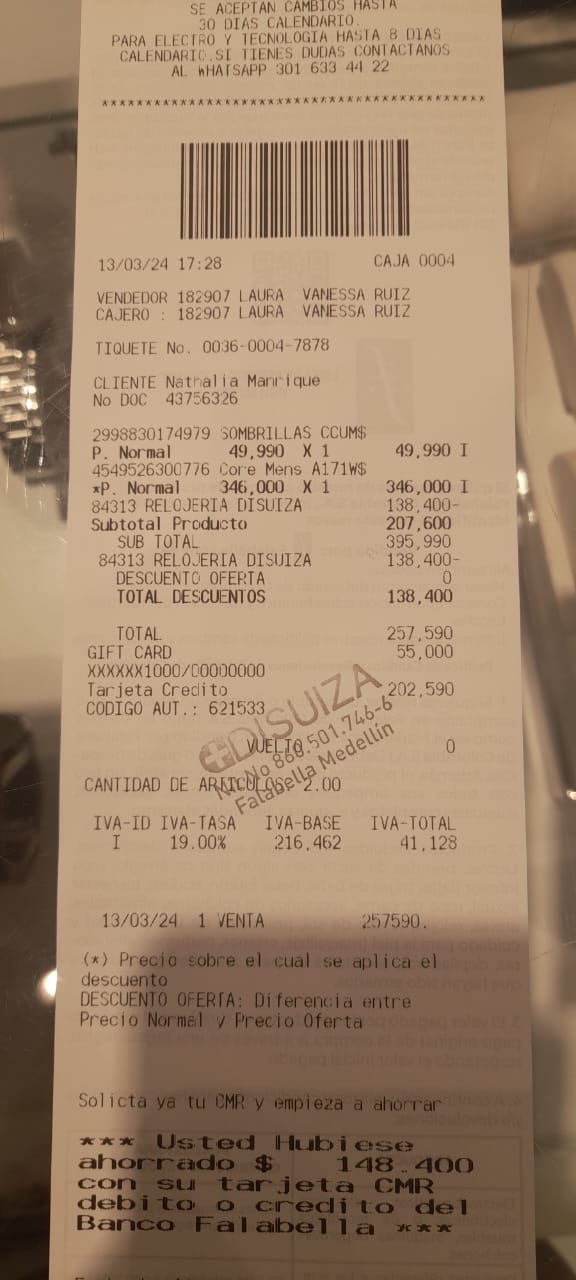 SE ACEPTAN CAMBIOS HASTA
30 DIAS CALENDARIO.
PARA ELECTRO Y TECNOLOGIA HASTA 8 DIAS
CALENDARIO.SI TIENES DUDAS CONTACTANOS
AL WHATSAPP 301 633 44 22
****************************************
13/03/24 17:28 CAJA 0004
VENDEDOR 182907 LAURA VANESSA RUIZ
CAJERO : 182907 LAURA VANESSA RUIZ
TIQUETE No. 0036-0004-7878
CLIENTE Nathalia Manrique
No DOC 43756326
2998830174979 SOMBRILLAS CCUM$
P. Normal 49,990 X 1 49,990 I
4549526300776 Core Mens A171W$
*P. Normal 346,000 X 1 346,000 I
84313 RELOJERIA DISUIZA 138,400-
Subtotal Producto 207,600
SUB TOTAL 395,990
84313 RELOJERIA DISUIZA 138,400-
DESCUENTO OFERTA 0
TOTAL DESCUENTOS 138,400
TOTAL 257,590
GIFT CARD 55,000
XXXXXX1000/00000000
Tarjeta Credito 202,590
CODIGO AUT.: 621533
DISUIZA
VUELTO 0
Nit.No 860.501.746-6
Falabella Medellín
CANTIDAD DE ARTICULOS 2.00
IVA-ID IVA-TASA IVA-BASE IVA-TOTAL
I 19.00% 216,462 41,128
13/03/24 1 VENTA 257590.
(*) Precio sobre el cual se aplica el
descuento
DESCUENTO OFERTA: Diferencia entre
Precio Normal y Precio Oferta
Solicta ya tu CMR y empieza a ahorrar
*** Usted Hubiese
ahorrado $ 148.400
con su tarjeta CMR
debito o credito del
Banco Falabella ***